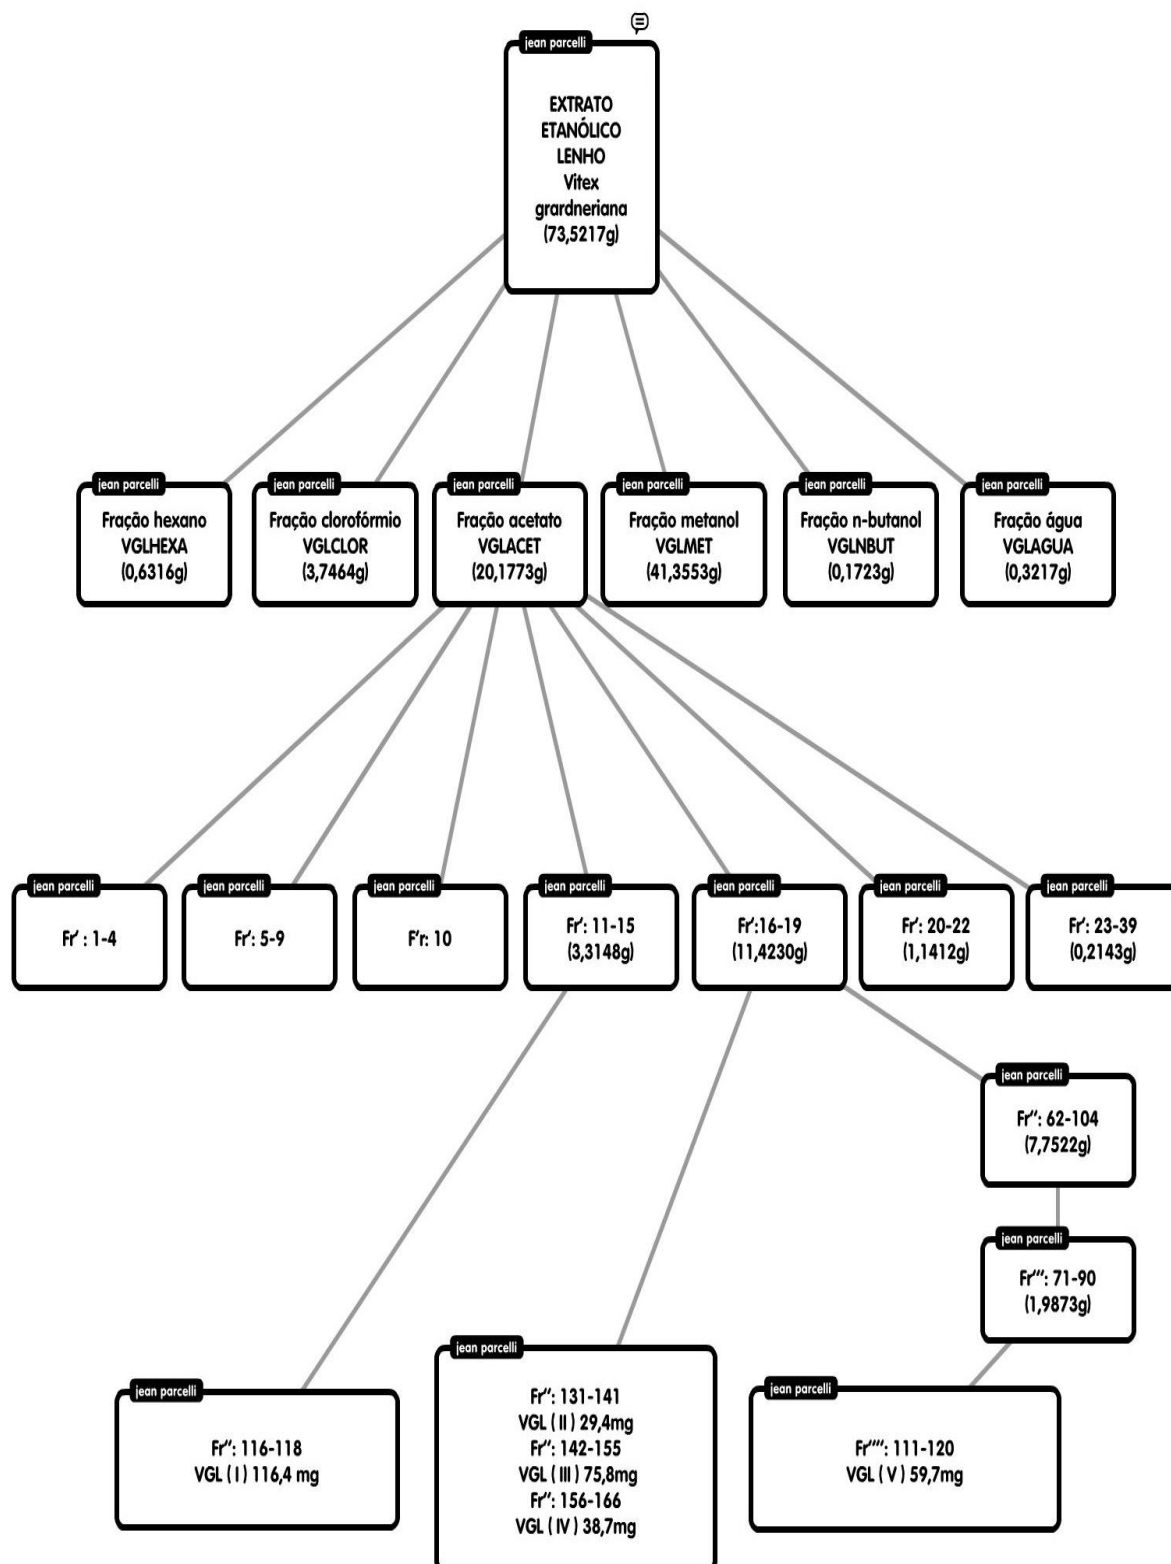 jean parcelli
EXTRATO
ETANÓLICO
LENHO
Vitex
grardneriana
(73,5217g)
jean parcelli
Fração hexano
VGLHEXA
(0,6316g)
jean parcelli
Fração clorofórmio
VGLCLOR
(3,7464g)
jean parcelli
Fração acetato
VGLACET
(20,1773g)
jean parcelli
Fração metanol
VGLMET
(41,3553g)
jean parcelli
Fração n-butanol
VGLNBUT
(0,1723g)
jean parcelli
Fração água
VGLAGUA
(0,3217g)
jean parcelli
Fr' : 1-4
jean parcelli
Fr': 5-9
jean parcelli
F'r: 10
jean parcelli
Fr': 11-15
(3,3148g)
jean parcelli
Fr':16-19
(11,4230g)
jean parcelli
Fr': 20-22
(1,1412g)
jean parcelli
Fr': 23-39
(0,2143g)
jean parcelli
Fr'': 62-104
(7,7522g)
jean parcelli
Fr''': 71-90
(1,9873g)
jean parcelli
Fr'': 116-118
VGL ( I ) 116,4 mg
jean parcelli
Fr'': 131-141
VGL ( II ) 29,4mg
Fr'': 142-155
VGL ( III ) 75,8mg
Fr'': 156-166
VGL ( IV ) 38,7mg
jean parcelli
Fr'''': 111-120
VGL ( V ) 59,7mg